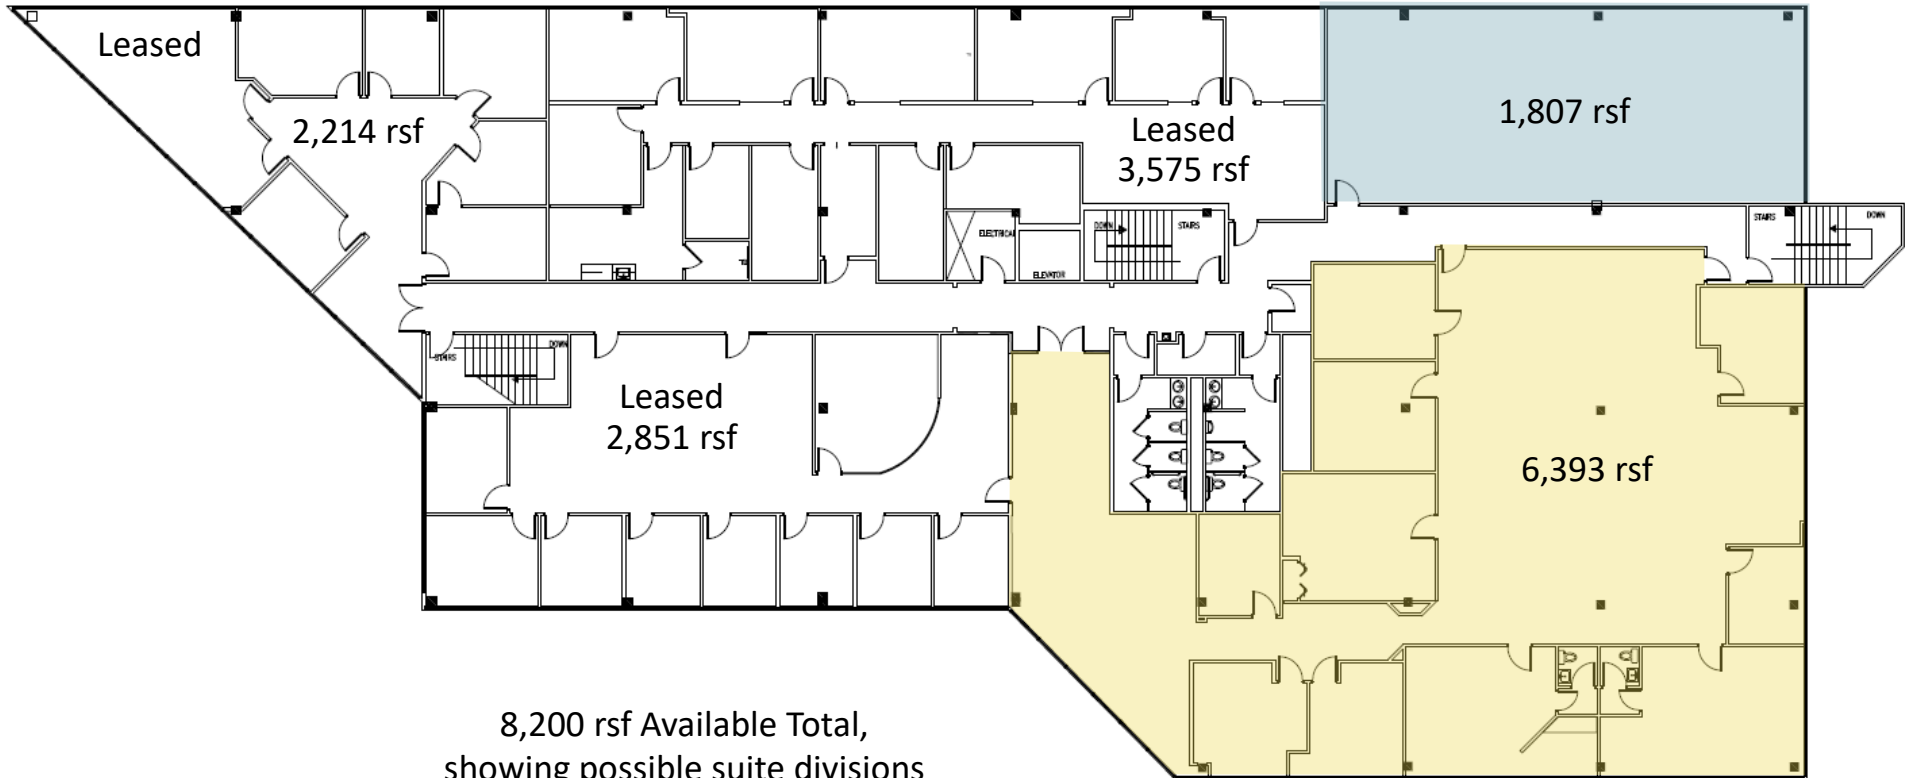 Leased
2,214 rsf
Leased
3,575 rsf
1,807 rsf
ELECTRICAL
ELEVATOR
DOWN
STAIRS
STAIRS
DOWN
STAIRS
DOWN
Leased
2,851 rsf
6,393 rsf
8,200 rsf Available Total,
showing possible suite divisions